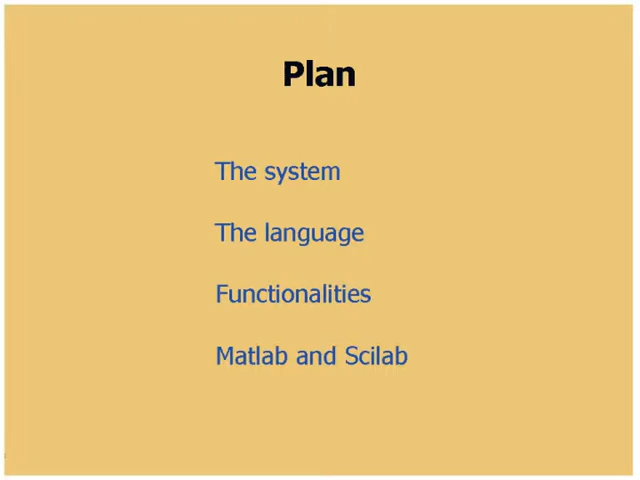 Plan
The system
The language
Functionalities
Matlab and Scilab